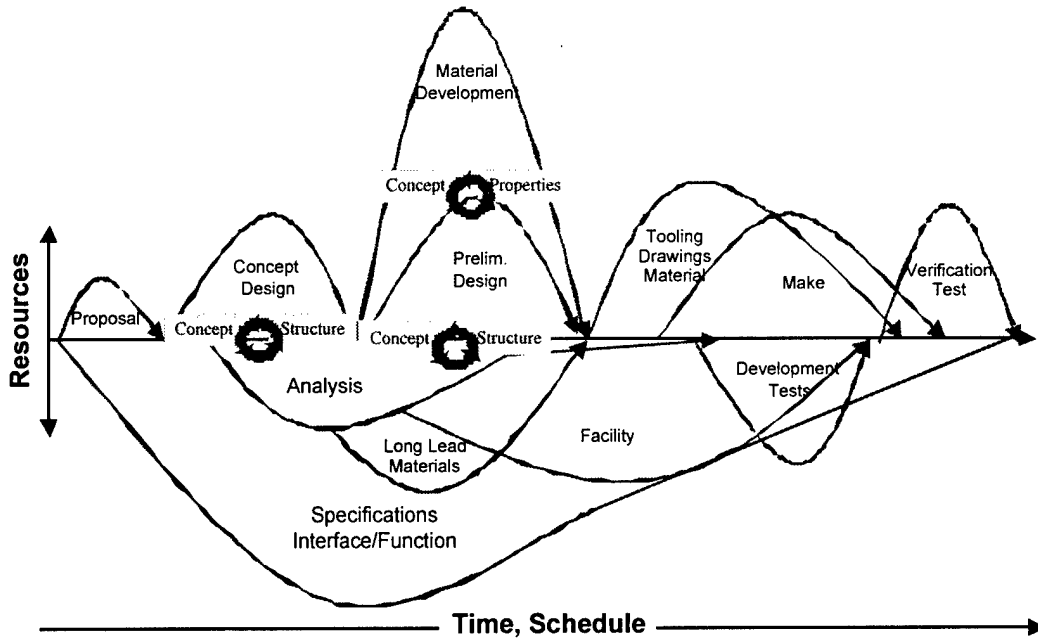 Material
Development
Concept Properties
Concept
Design
Prelim.
Design
Tooling
Drawings
Material
Make
Verification
Test
Proposal
Concept Structure
Concept Structure
Resources
Analysis
Development
Tests
Long Lead
Materials
Facility
Specifications
Interface/Function
Time, Schedule